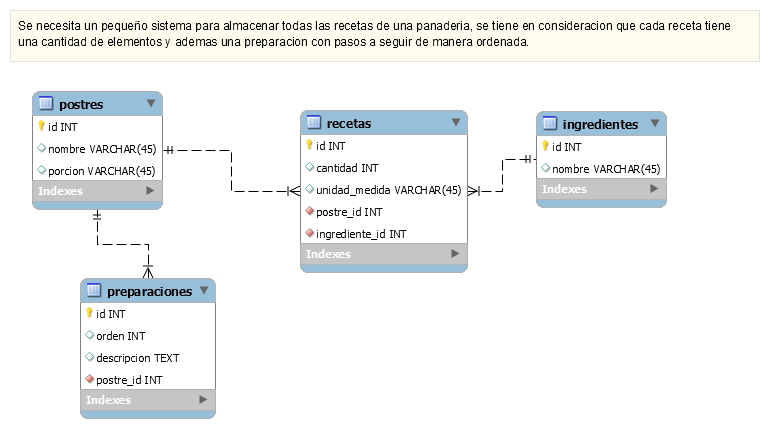 Se necesita un pequeño sistema para almacenar todas las recetas de una panaderia, se tiene en consideracion que cada receta tiene
una cantidad de elementos y ademas una preparacion con pasos a seguir de manera ordenada.
postres
id INT
nombre VARCHAR(45)
porcion VARCHAR(45)
Indexes
recetas
id INT
cantidad INT
unidad_medida VARCHAR(45)
postre_id INT
ingrediente_id INT
Indexes
ingredientes
id INT
nombre VARCHAR(45)
Indexes
preparaciones
id INT
orden INT
descripcion TEXT
postre_id INT
Indexes